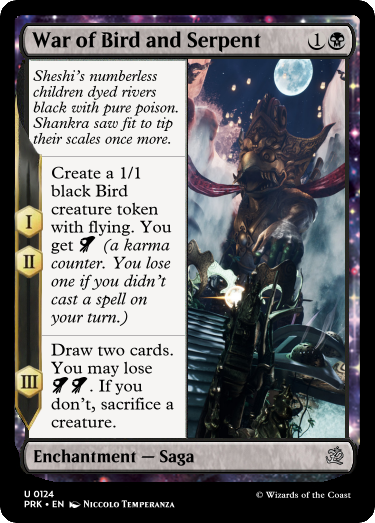 War of Bird and Serpent 1
Sheshi's numberless
children dyed rivers
black with pure poison.
Shankra saw fit to tip
their scales once more.
I
II
Create a 1/1
black Bird
creature token
with flying. You
get (a karma
counter. You lose
one if you didn't
cast a spell on
your turn.)
III
Draw two cards.
You may lose
. If you
don't, sacrifice a
creature.
Enchantment — Saga
U 0124
PRK • EN Niccolo Temperanza
© Wizards of the Coast